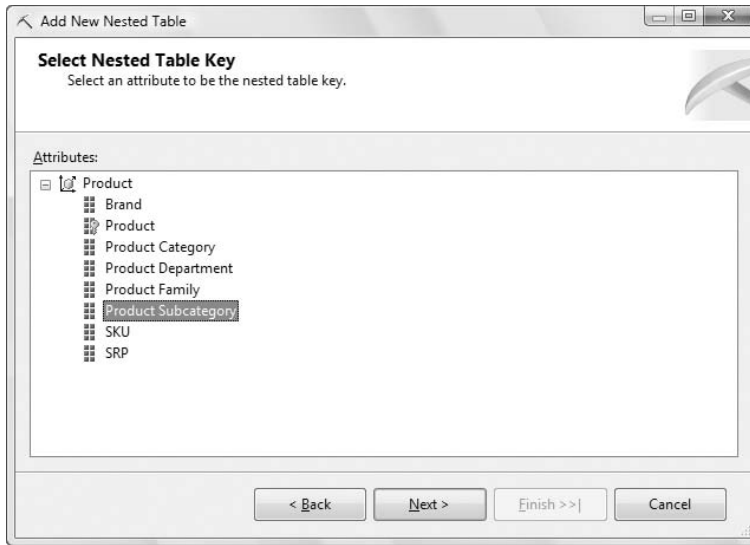 Add New Nested Table
Select Nested Table Key
Select an attribute to be the nested table key.
Attributes:
Product
Brand
Product
Product Category
Product Department
Product Family
Product Subcategory
SKU
SRP
< Back Next > Finish >>| Cancel